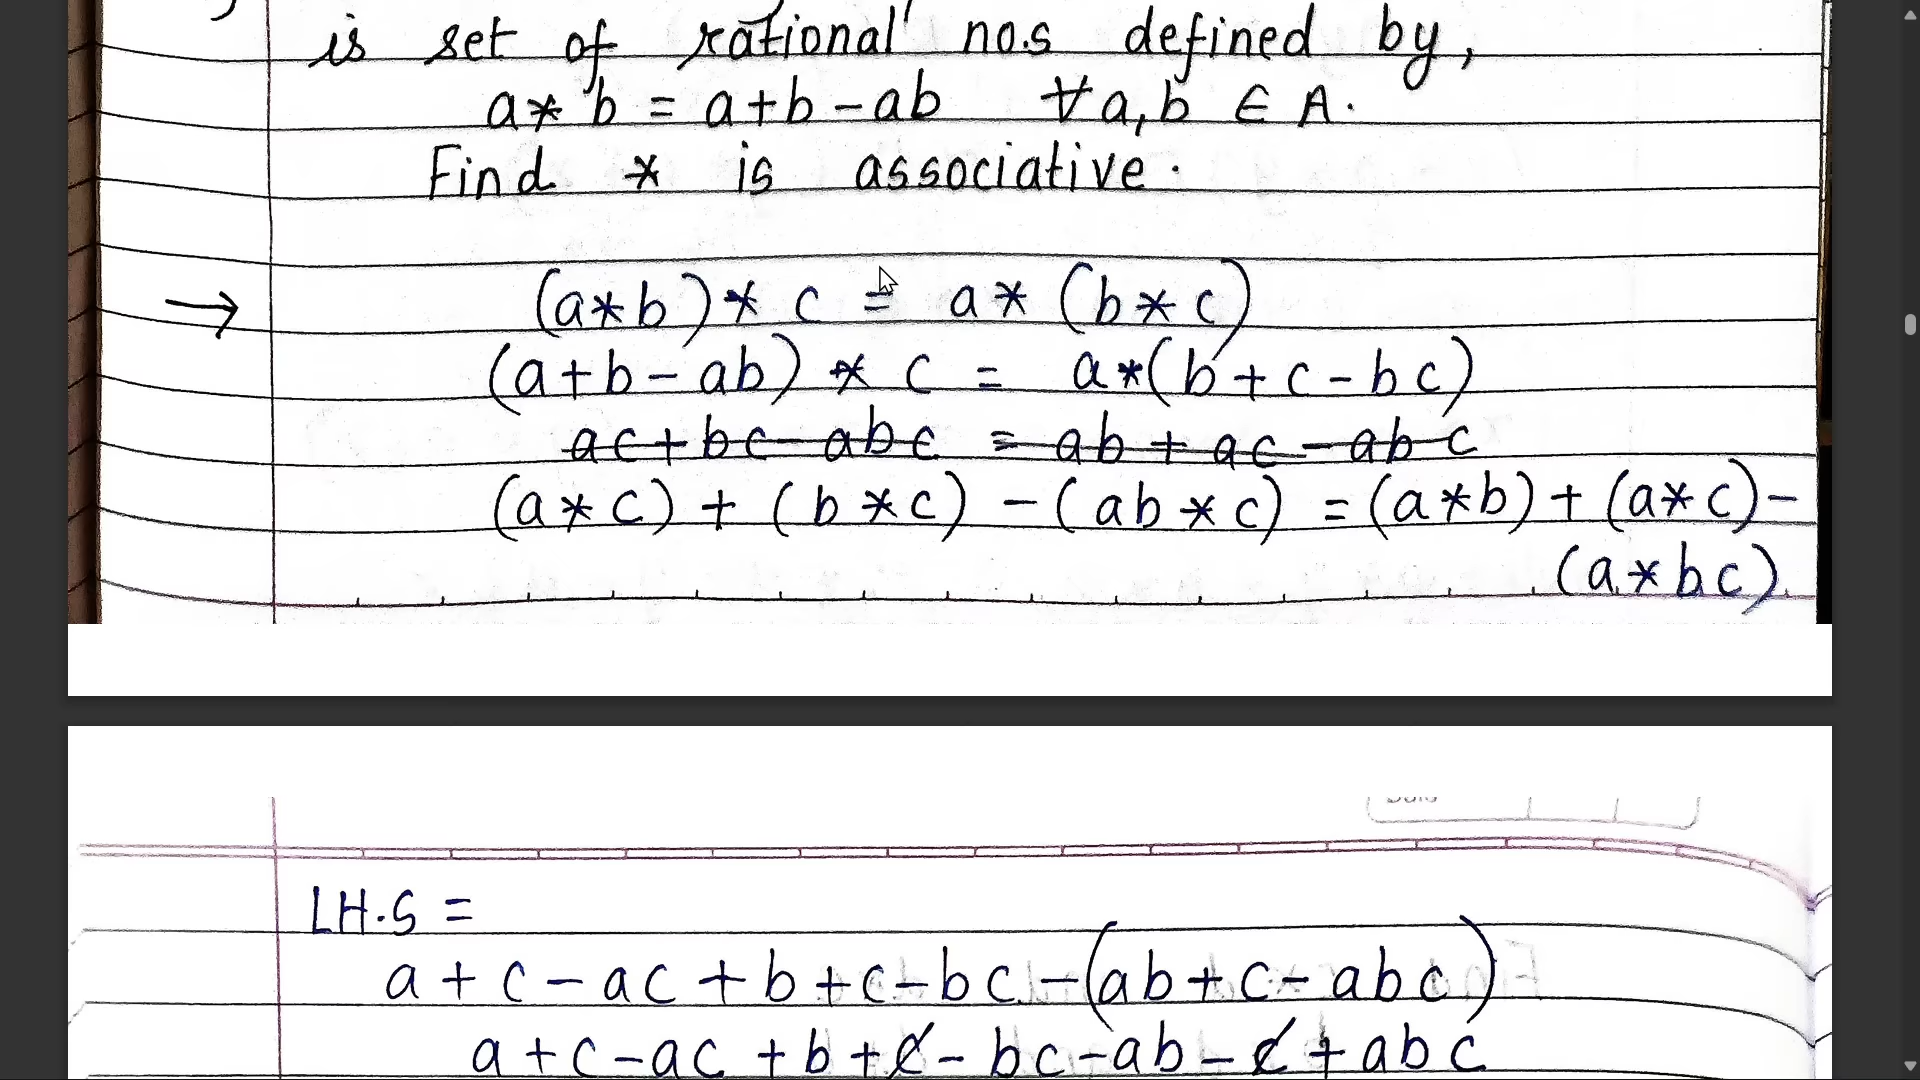 is set of rational nos defined by,
a * b = a+b-ab ∀a,b ∈ A.
Find * is associative.
→ (a*b)* c = a* (b*c)
(a+b-ab) * c = a*(b+c-bc)
ac+bc-abc = ab+ac-abc
(a*c) + (b*c) - (ab*c) = (a*b) + (a*c) -
(a*bc).
LH.S =
a+c-ac+b+c-bc-(ab+c-abc)
a+c-ac+b+c-bc-ab-c+abc